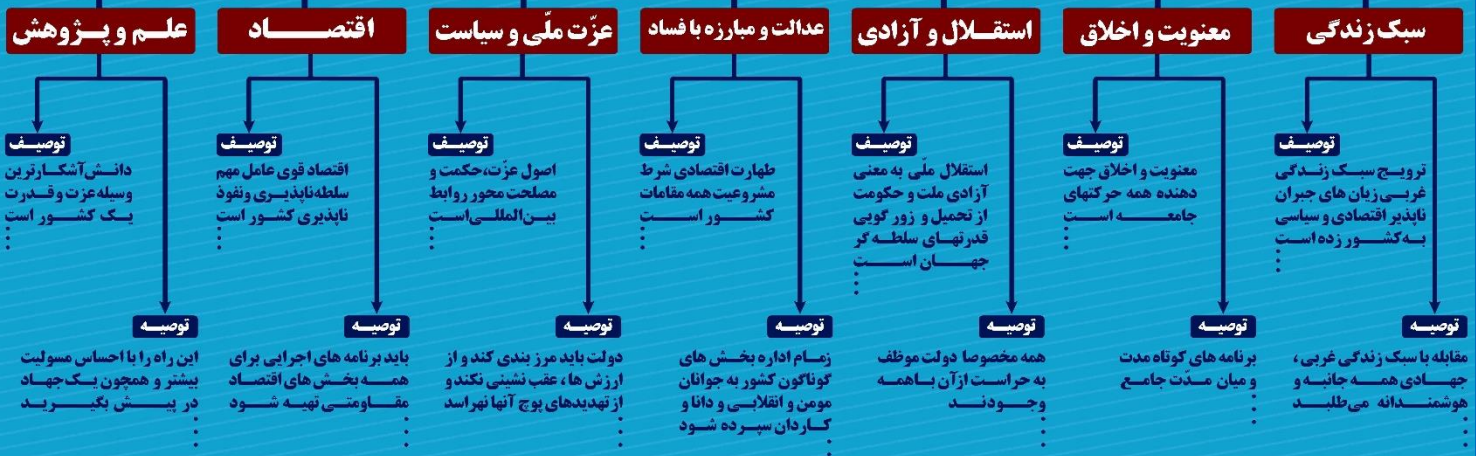 سبک زندگی
توصیف
ترویج سبک زندگی
غربی زیان های جبران
ناپذیر اقتصادی و سیاسی
به کشور زده است
توصیه
مقابله با سبک زندگی غربی ،
جهادی همه جانبه و
هوشمندانه می طلبد
معنویت و اخلاق
توصیف
معنویت و اخلاق جهت
دهنده همه حرکتهای
جامعه است
توصیه
برنامه های کوتاه مدت
و میان مدّت جامع
استقلال و آزادی
توصیف
استقلال ملّی به معنی
آزادی ملت و حکومت
از تحمیل و زور گویی
قدرتهای سلطه گر
جهان است
توصیه
همه مخصوصا دولت موظف
به حراست ازآن با همه
وجودند
عدالت و مبارزه با فساد
توصیف
طهارت اقتصادی شرط
مشروعیت همه مقامات
کشور است
توصیه
زمام اداره بخش های
گوناگون کشور به جوانان
مومن و انقلابی و دانا و
کاردان سپرده شود
عزّت ملّی و سیاست
توصیف
اصول عزّت،حکمت و
مصلحت محور روابط
بین المللی است
توصیه
دولت باید مرز بندی کند و از
ارزش ها ، عقب نشینی نکند و
از تهدیدهای پوچ آنها نهراسد
اقتصاد
توصیف
اقتصاد قوی عامل مهم
سلطه ناپذیری ونفوذ
ناپذیری کشور است
توصیه
باید برنامه های اجرایی برای
همه بخش های اقتصاد
مقاومتی تهیه شود
علم و پژوهش
توصیف
دانش آشکارترین
وسیله عزت و قدرت
یک کشور است
توصیه
این راه را با احساس مسولیت
بیشتر و همچون یک جهاد
در پیش بگیرید